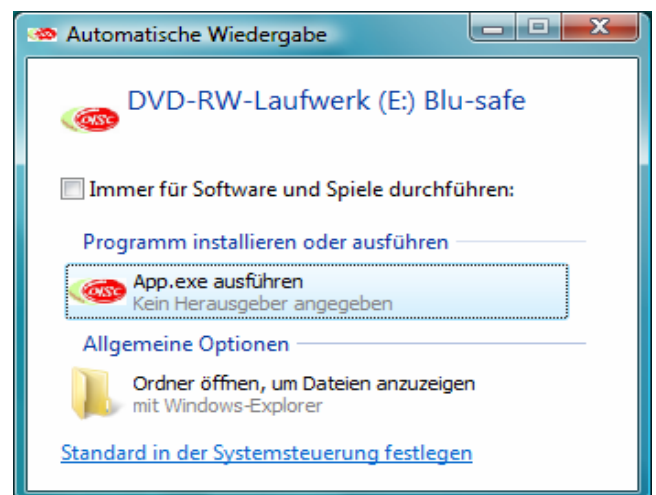 Automatische Wiedergabe
DVD-RW-Laufwerk (E:) Blu-safe
Immer für Software und Spiele durchführen:
Programm installieren oder ausführen
App.exe ausführen
Kein Herausgeber angegeben
Allgemeine Optionen
Ordner öffnen, um Dateien anzuzeigen
mit Windows-Explorer
Standard in der Systemsteuerung festlegen